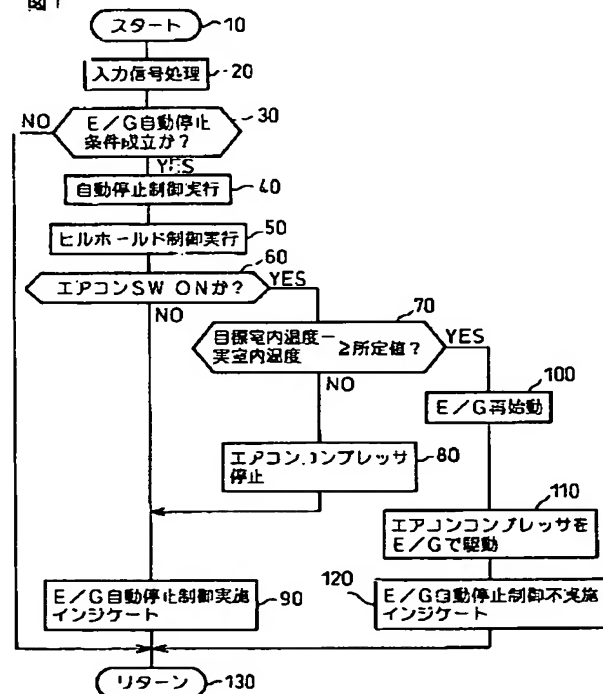 図1
スタート
10
入力信号処理
20
E/G自動停止
条件成立か?
30
NO
YES
自動停止制御実行
40
ヒルホールド制御実行
50
エアコンSW ONか?
60
YES
NO
目標室内温度ー
実室内温度
≧所定値?
70
YES
NO
E/G再始動
100
エアコンコンプレッサ
停止
80
エアコンコンプレッサを
E/Gで駆動
110
E/G自動停止制御実施
インジケート
90
E/G自動停止制御不実施
インジケート
120
リターン
130